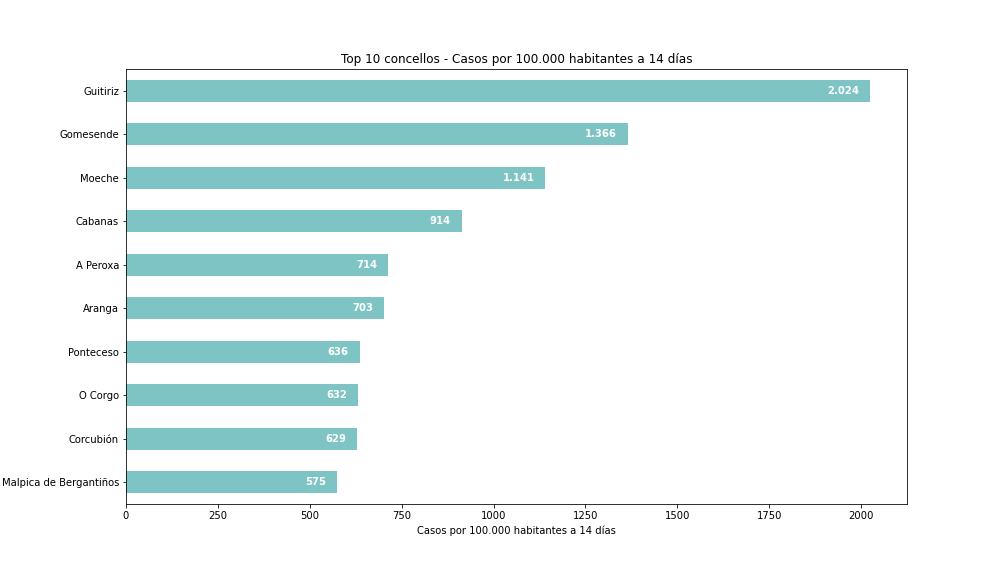 Top 10 concellos - Casos por 100.000 habitantes a 14 días
Guitiriz 2.024
Gomesende 1.366
Moeche 1.141
Cabanas 914
A Peroxa 714
Aranga 703
Ponteceso 636
O Corgo 632
Corcubión 629
Malpica de Bergantiños 575
0 250 500 750 1000 1250 1500 1750 2000
Casos por 100.000 habitantes a 14 días